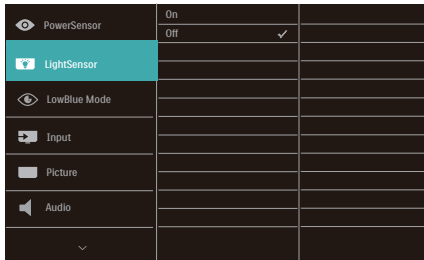 PowerSensor
LightSensor
LowBlue Mode
Input
Picture
Audio
On
Off